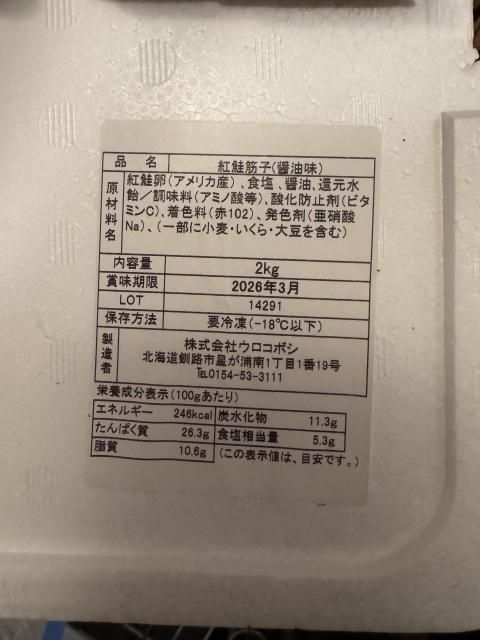 品 名 紅鮭筋子(醤油味)
原材料名 紅鮭卵(アメリカ産)、食塩、醤油、還元水
飴/調味料(アミノ酸等)、酸化防止剤(ビタ
ミンC)、着色料(赤102)、発色剤(亜硝酸
Na)、(一部に小麦・いくら・大豆を含む)
内容量 2kg
賞味期限 2026年3月
LOT 14291
保存方法 要冷凍(-18℃以下)
製造者 株式会社ウロコボシ
北海道釧路市星が浦南1丁目1番19号
℡0154-53-3111
栄養成分表示(100gあたり)
エネルギー 246kcal 炭水化物 11.3g
たんぱく質 26.3g 食塩相当量 5.3g
脂質 10.6g (この表示値は、目安です。)